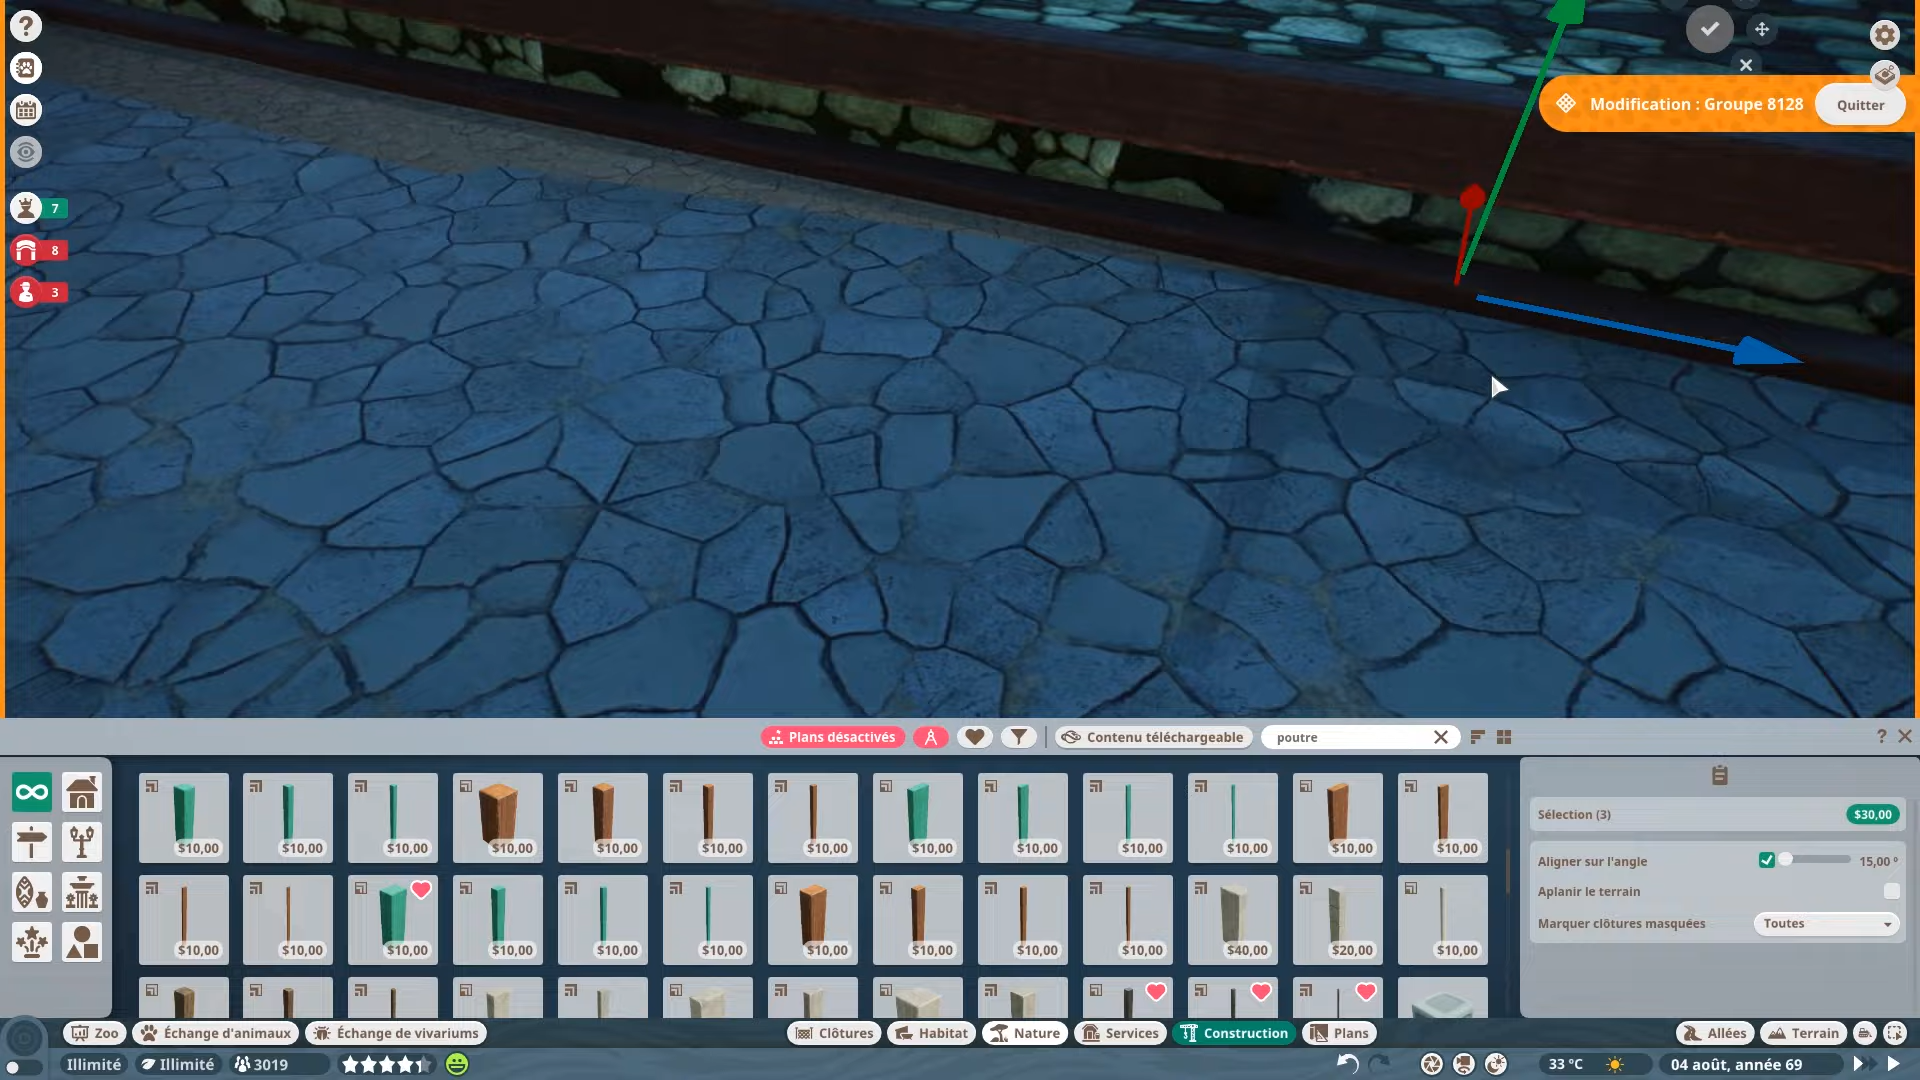 Modification : Groupe 8128
Quitter
7
8
3
Plans désactivés
Contenu téléchargeable
poutre
?
$10,00 $10,00 $10,00 $10,00 $10,00 $10,00 $10,00 $10,00 $10,00 $10,00 $10,00 $10,00 $10,00
$10,00 $10,00 $10,00 $10,00 $10,00 $10,00 $10,00 $10,00 $10,00 $10,00 $40,00 $20,00 $10,00
Sélection (3)
$30,00
Aligner sur l'angle
15,00 °
Aplanir le terrain
Marquer clôtures masquées
Toutes
Zoo
Échange d'animaux
Échange de vivariums
Clôtures
Habitat
Nature
Services
Construction
Plans
Allées
Terrain
Illimité
Illimité
3019
33 °C
04 août, année 69